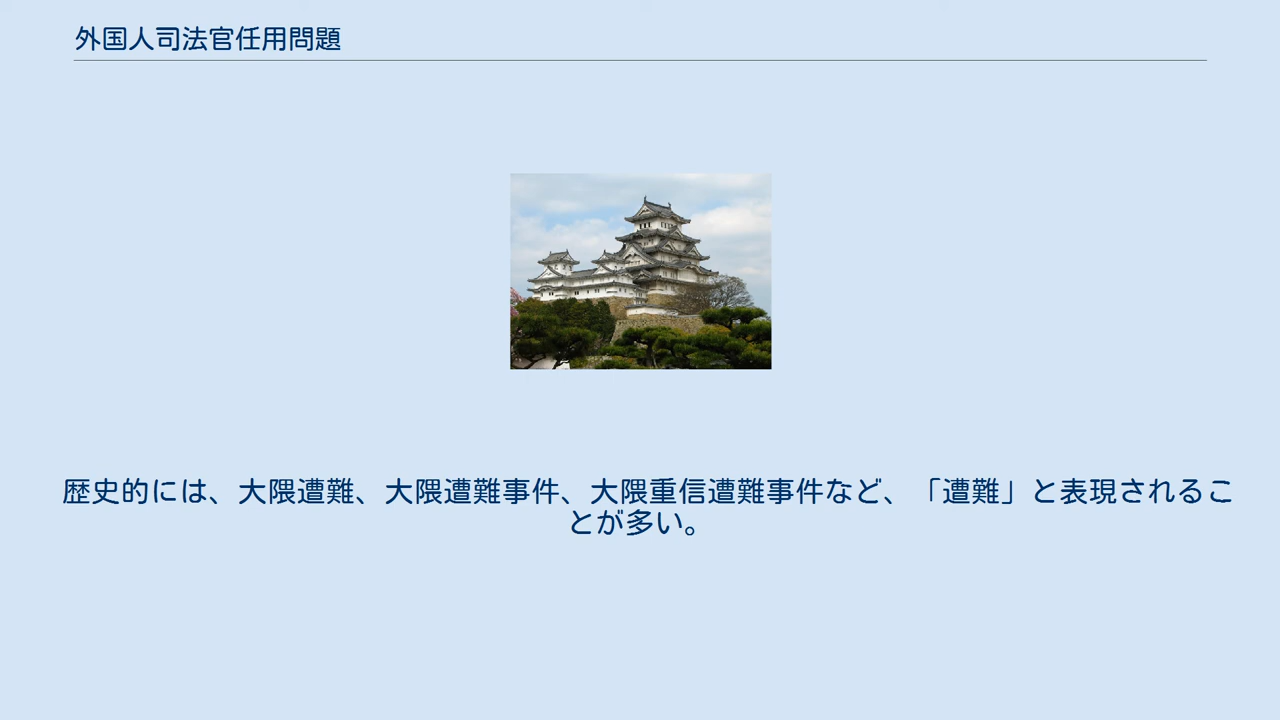 外国人司法官任用問題
歴史的には、大隈遭難、大隈遭難事件、大隈重信遭難事件など、「遭難」と表現されるこ
とが多い。